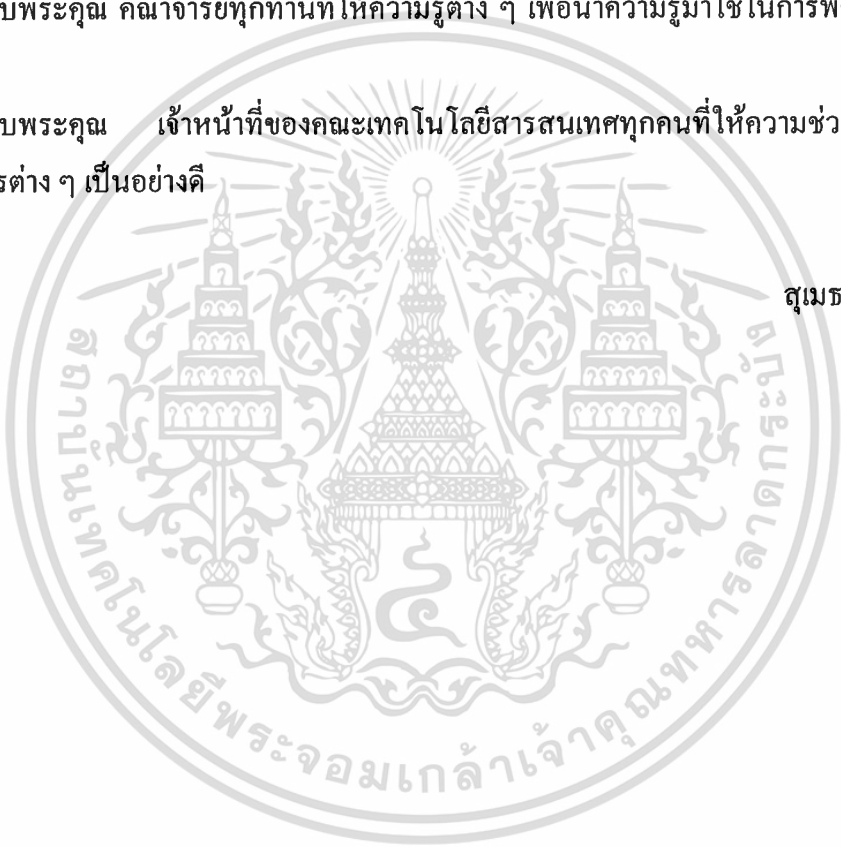 บพระคุณ คณาจารย์ทุกท่านที่ให้ความรู้ต่าง ๆ เพื่อนำความรู้มาใช้ในการ
บพระคุณ เจ้าหน้าที่ของคณะเทคโนโลยีสารสนเทศทุกคนที่ให้ความช่ว
รต่าง ๆ เป็นอย่างดี
สุเมธ
สถาบันเทคโนโลยีพระจอมเกล้าเจ้าคุณทหารลาดกระบัง
๔